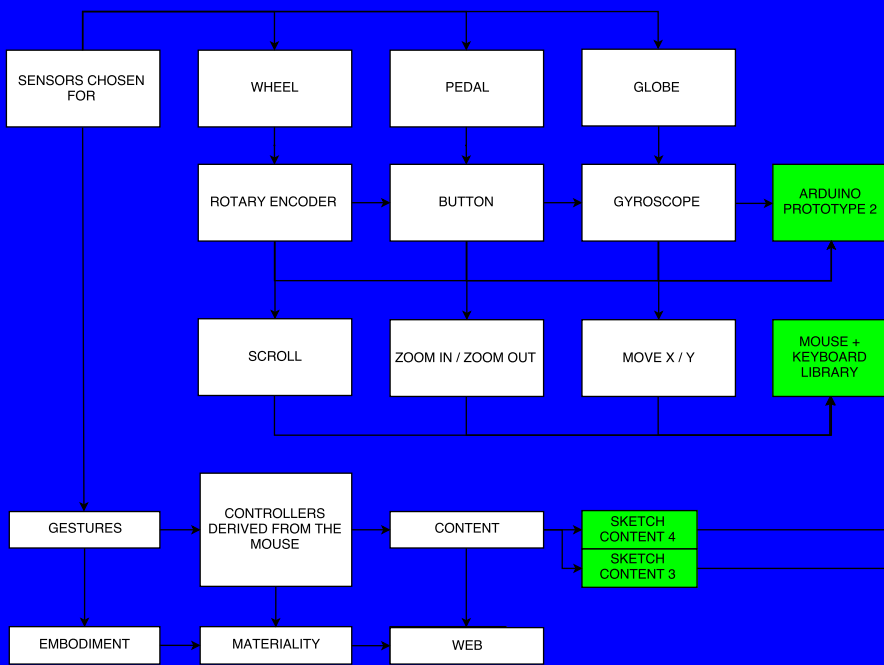 SENSORS CHOSEN
FOR
WHEEL
PEDAL
GLOBE
ROTARY ENCODER
BUTTON
GYROSCOPE
ARDUINO
PROTOTYPE 2
SCROLL
ZOOM IN / ZOOM OUT
MOVE X / Y
MOUSE +
KEYBOARD
LIBRARY
GESTURES
CONTROLLERS
DERIVED FROM THE
MOUSE
CONTENT
SKETCH
CONTENT 4
SKETCH
CONTENT 3
EMBODIMENT
MATERIALITY
WEB